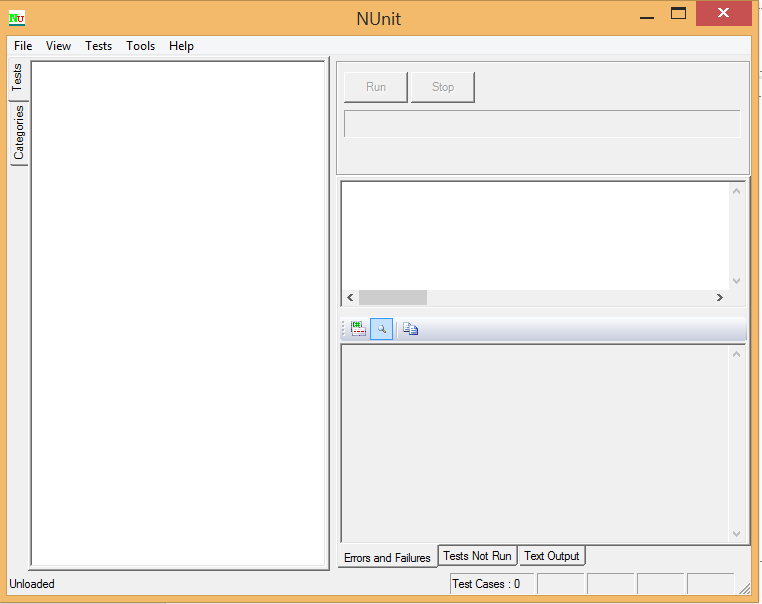 NU
NUnit
File View Tests Tools Help
Tests
Categories
Run Stop
Errors and Failures Tests Not Run Text Output
Unloaded
Test Cases : 0